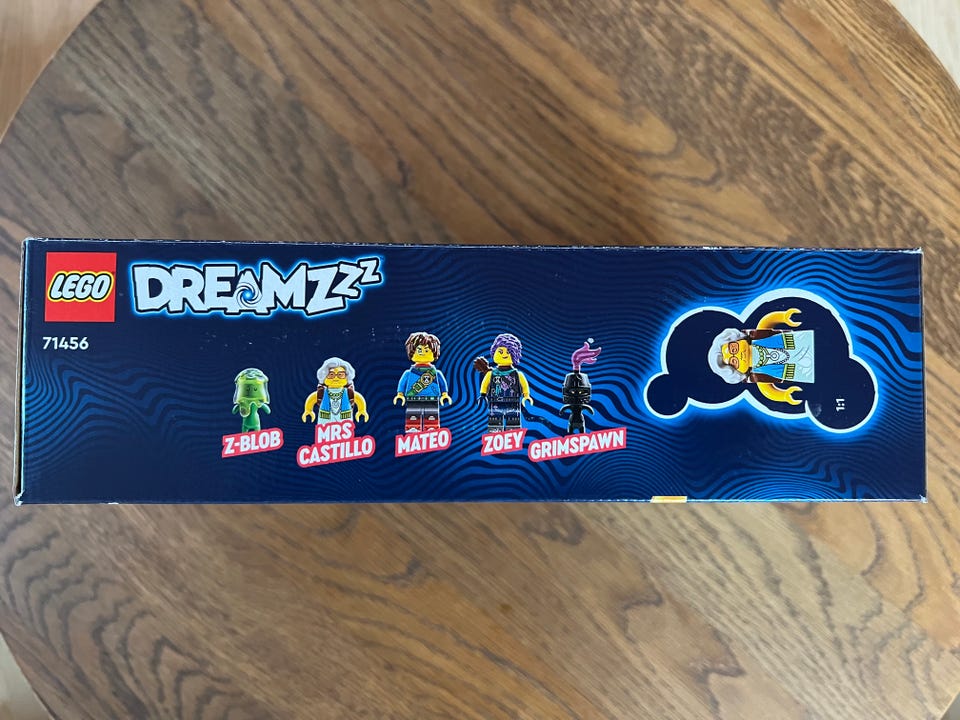 LEGO
DREAMZzz
71456
Z-BLOB
MRS
CASTILLO
MATEO
ZOEY
GRIMSPAWN
1:1